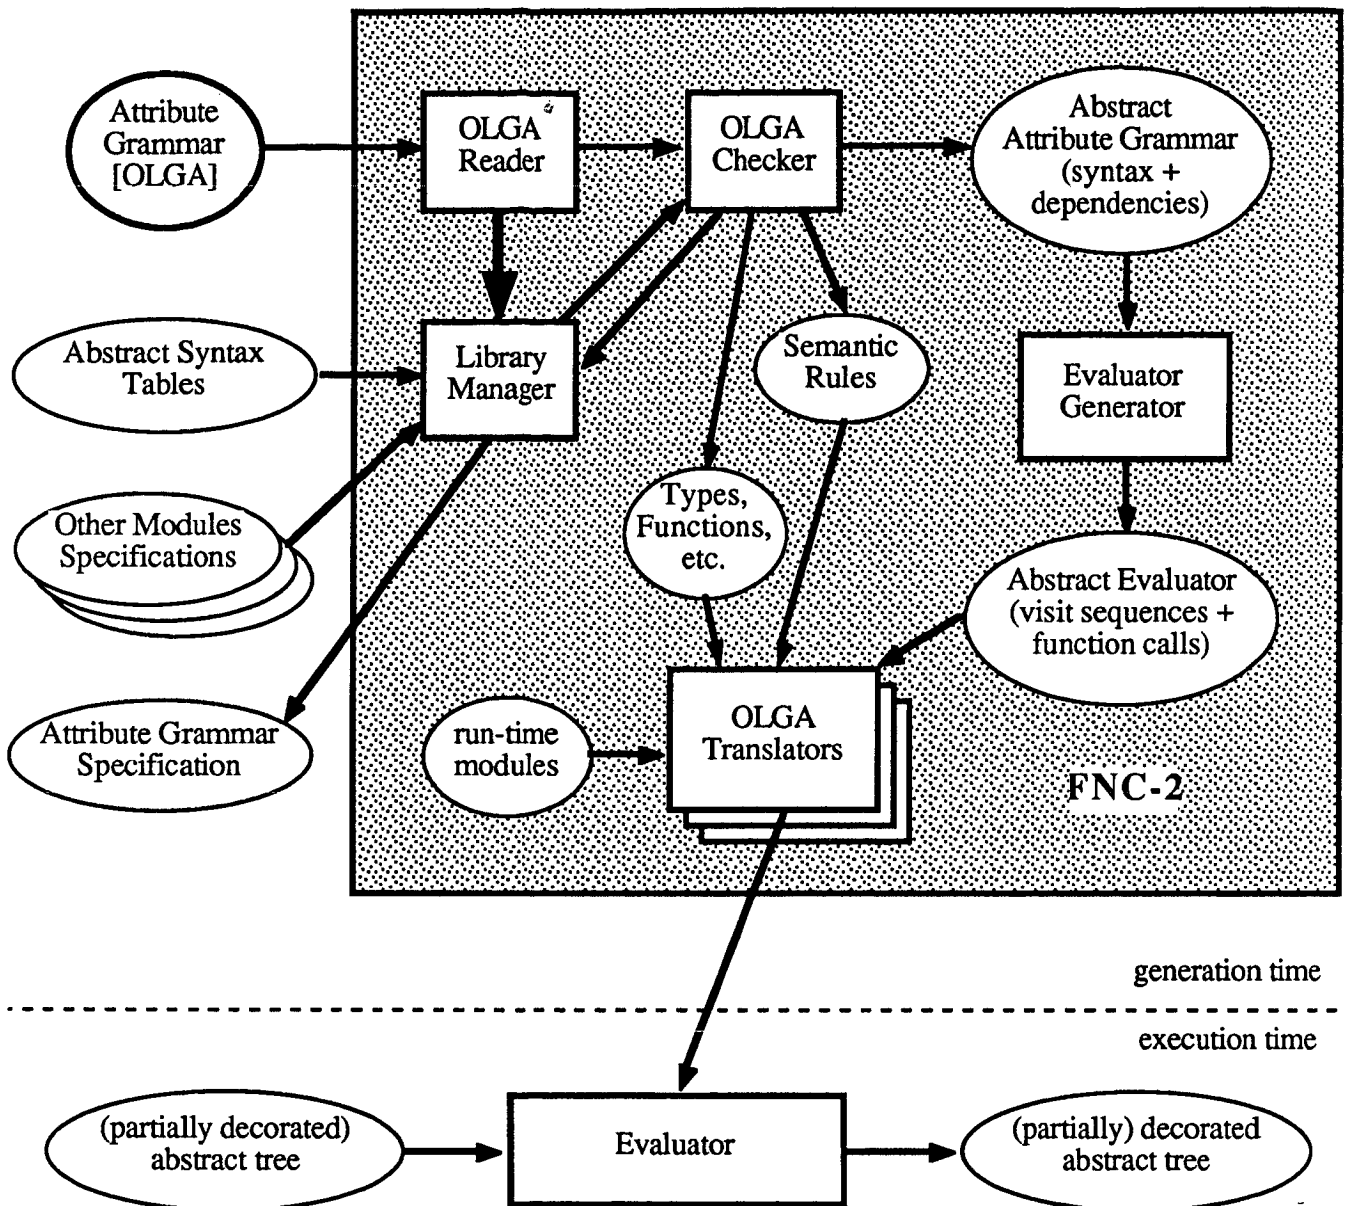 Attribute
Grammar
[OLGA]
OLGA
Reader
OLGA
Checker
Abstract
Attribute Grammar
(syntax +
dependencies)
Abstract Syntax
Tables
Library
Manager
Semantic
Rules
Evaluator
Generator
Other Modules
Specifications
Types,
Functions,
etc.
Abstract Evaluator
(visit sequences +
function calls)
Attribute Grammar
Specification
run-time
modules
OLGA
Translators
FNC-2
generation time
execution time
(partially decorated)
abstract tree
Evaluator
(partially) decorated
abstract tree